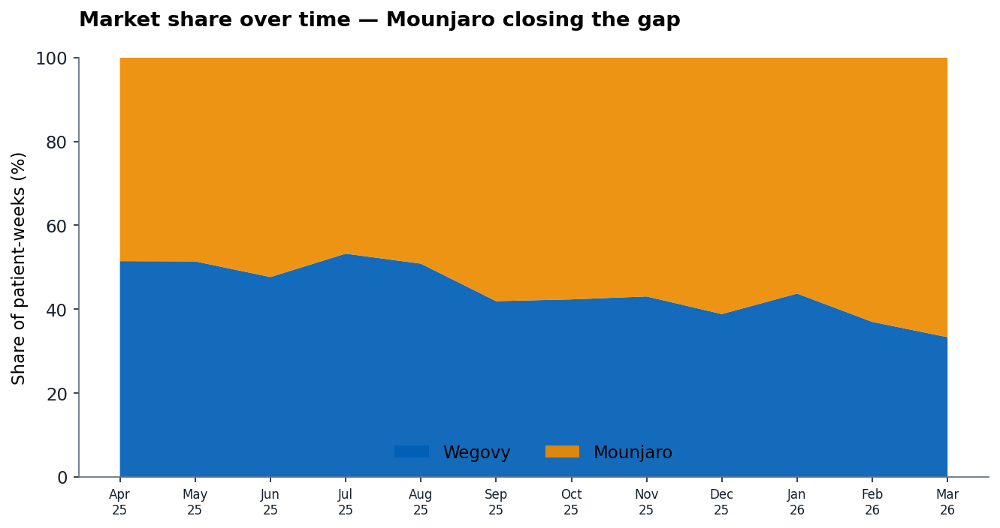 Market share over time — Mounjaro closing the gap
Share of patient-weeks (%)
100
80
60
40
20
0
Wegovy Mounjaro
Apr May Jun Jul Aug Sep Oct Nov Dec Jan Feb Mar
25 25 25 25 25 25 25 25 25 26 26 26